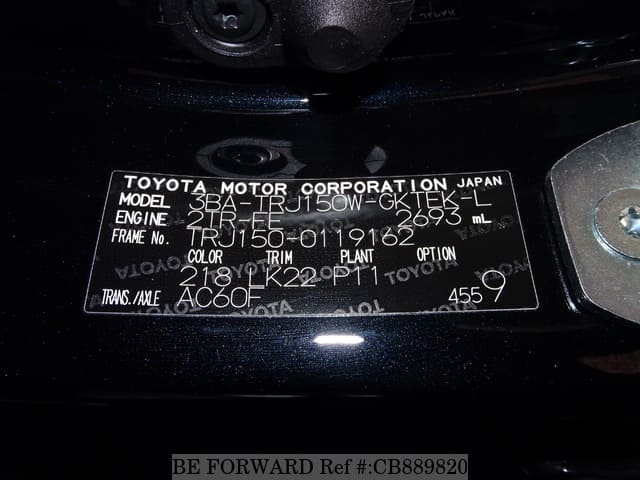 TOYOTA MOTOR CORPORATION JAPAN
MODEL 3BA-TRJ150W-GKTEK-L
ENGINE 2TR-FE 2693 mL
FRAME No. TRJ150-0119162
COLOR TRIM PLANT OPTION
218 LK22 P11
TRANS./AXLE AC60F 4559
BE FORWARD Ref #:CB889820